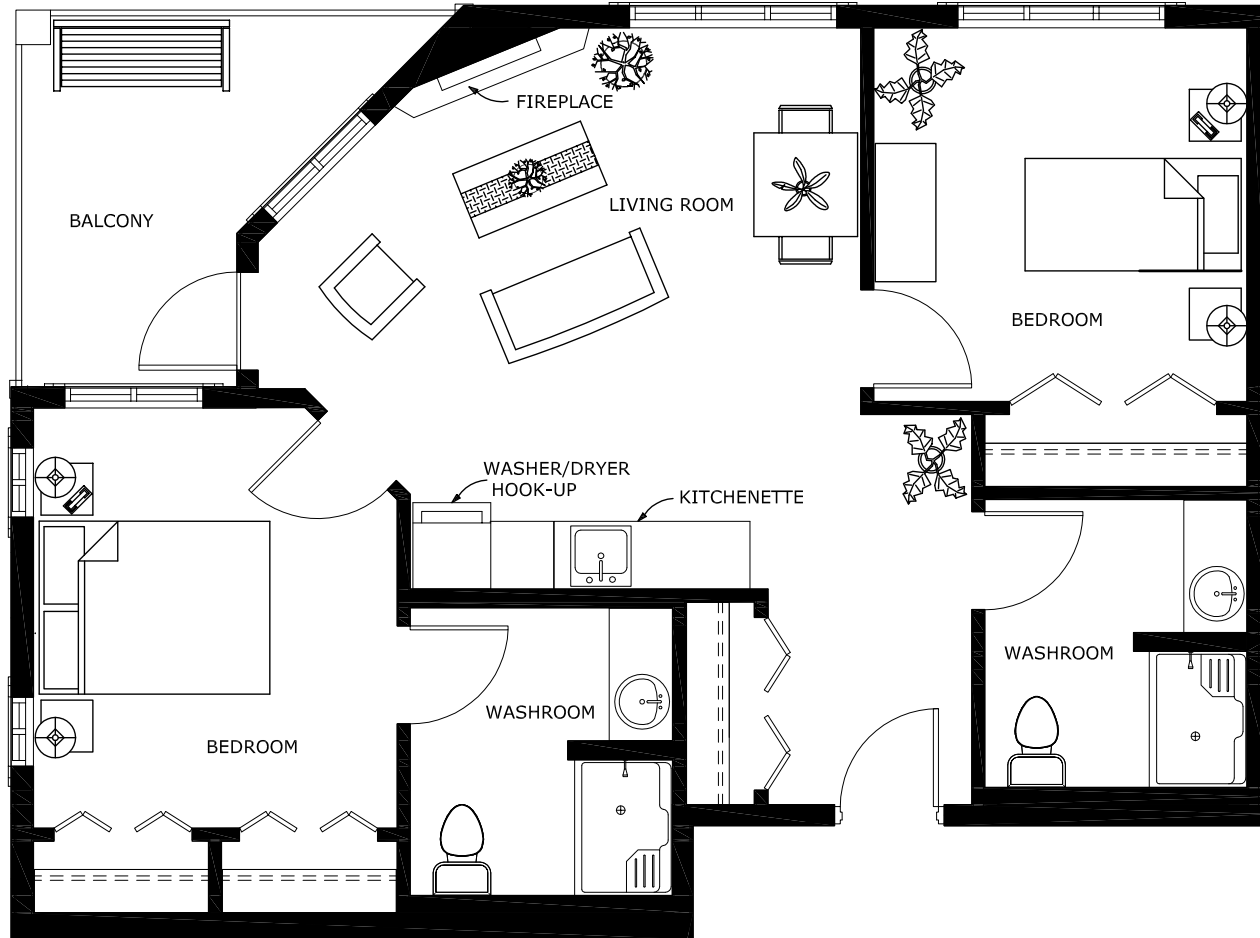 FIREPLACE
LIVING ROOM
BALCONY
BEDROOM
WASHER/DRYER
HOOK-UP
KITCHENETTE
WASHROOM
WASHROOM
BEDROOM